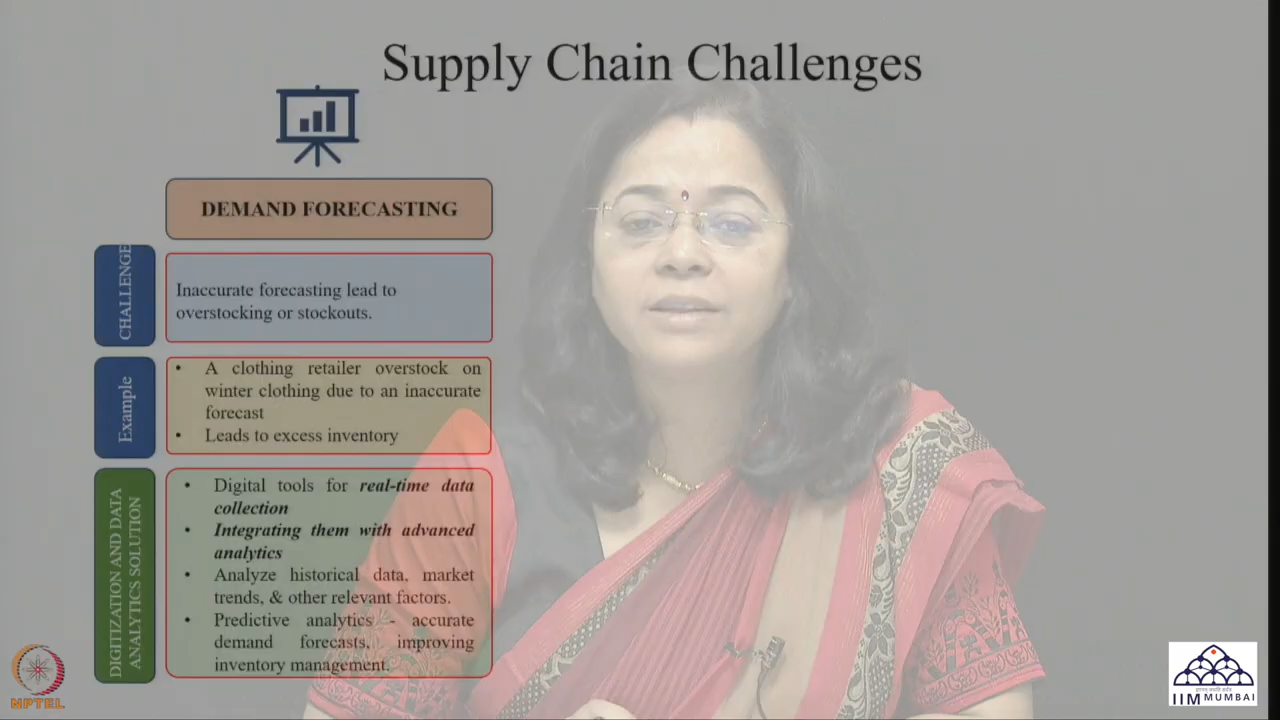 Supply Chain Challenges
DEMAND FORECASTING
CHALLENGE
Inaccurate forecasting lead to
overstocking or stockouts.
Example
• A clothing retailer overstock on
winter clothing due to an inaccurate
forecast
• Leads to excess inventory
DIGITIZATION AND DATA
ANALYTICS SOLUTION
• Digital tools for real-time data
collection
• Integrating them with advanced
analytics
• Analyze historical data, market
trends, & other relevant factors.
• Predictive analytics - accurate
demand forecasts, improving
inventory management.
NPTEL
IIM MUMBAI